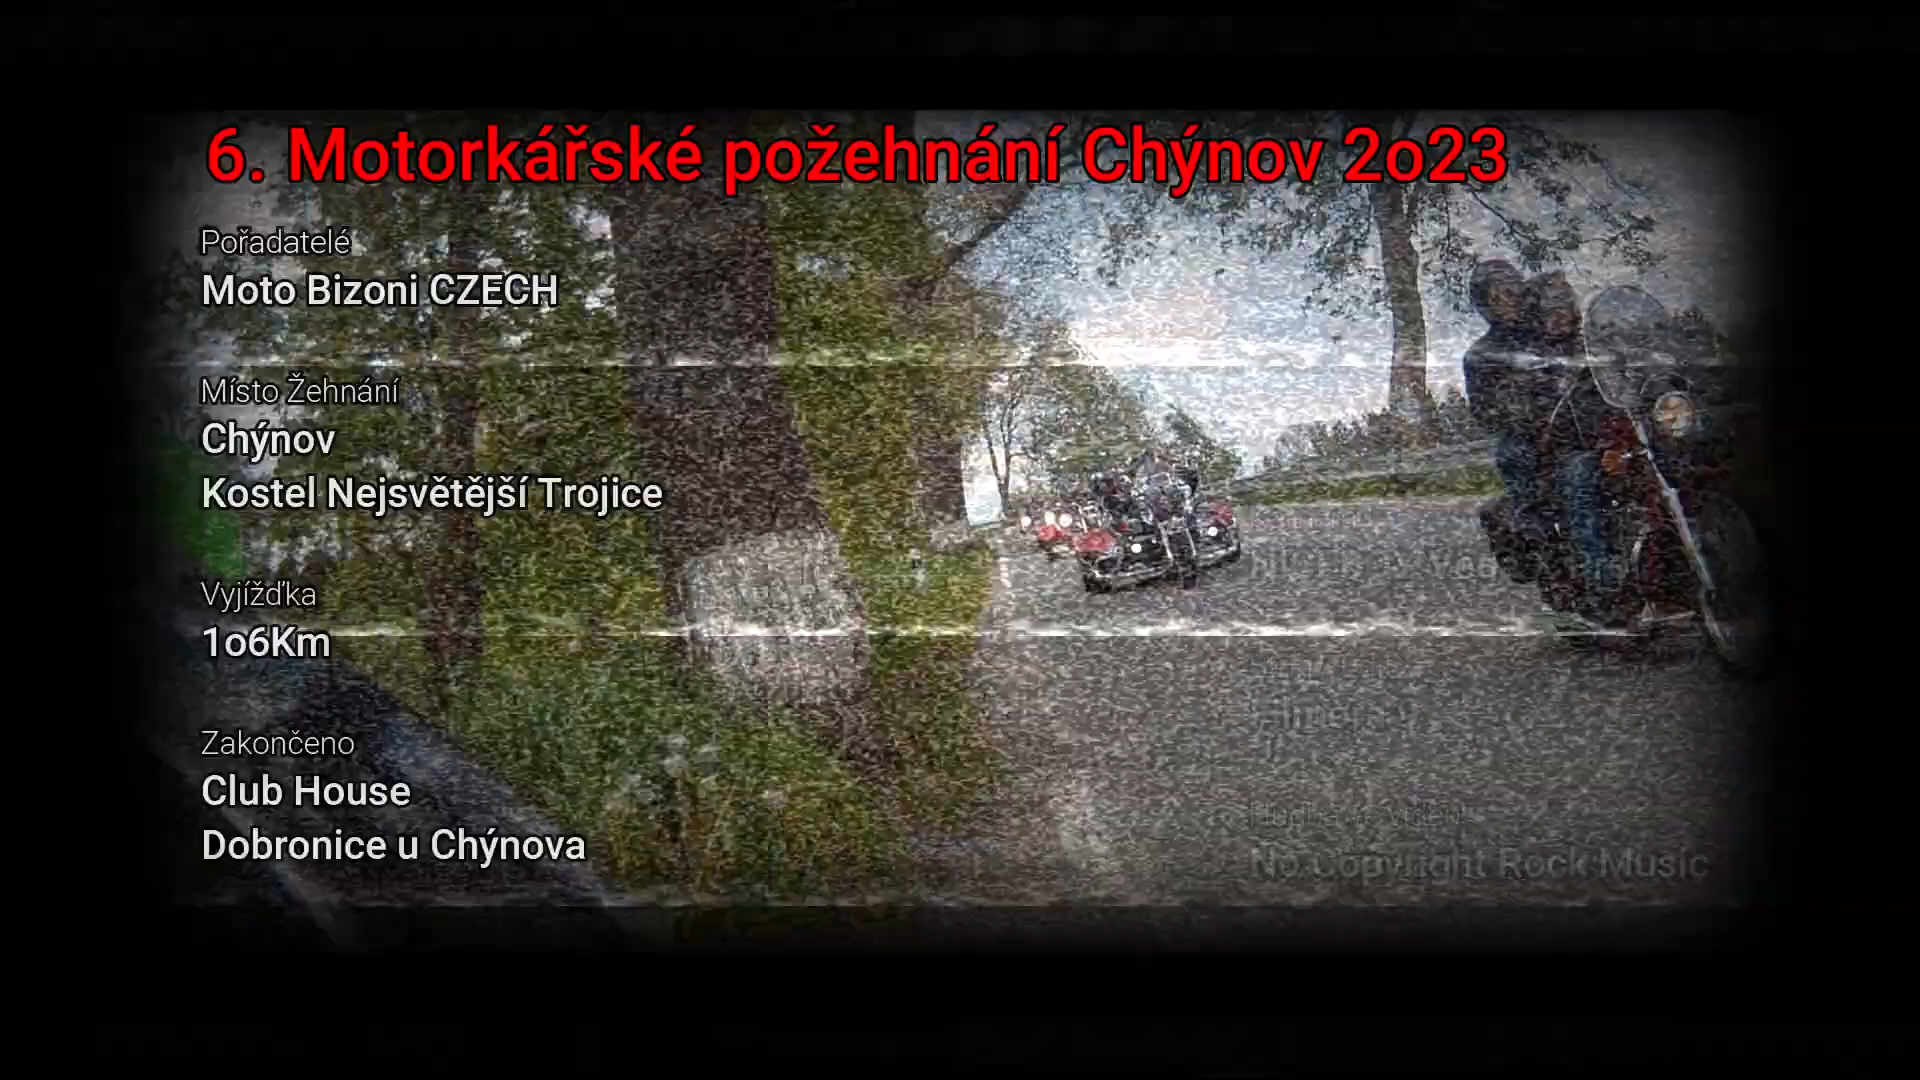 6. Motorkářské požehnání Chýnov 2o23
Pořadatelé
Moto Bizoni CZECH
Místo Žehnání
Chýnov
Kostel Nejsvětější Trojice
Vyjížďka
1o6Km
Zakončeno
Club House
Dobronice u Chýnova
No Copyright Rock Music